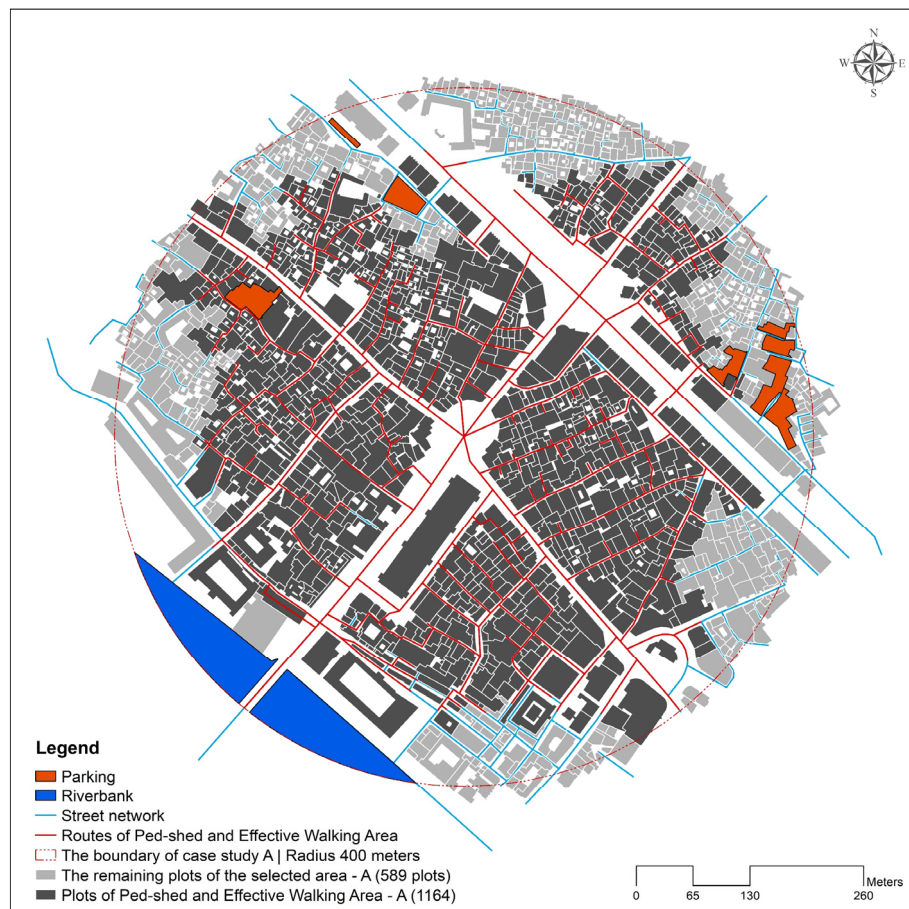 N
W E
S
Legend
Parking
Riverbank
Street network
Routes of Ped-shed and Effective Walking Area
The boundary of case study A | Radius 400 meters
The remaining plots of the selected area - A (589 plots)
Plots of Ped-shed and Effective Walking Area - A (1164)
Meters
0 65 130 260